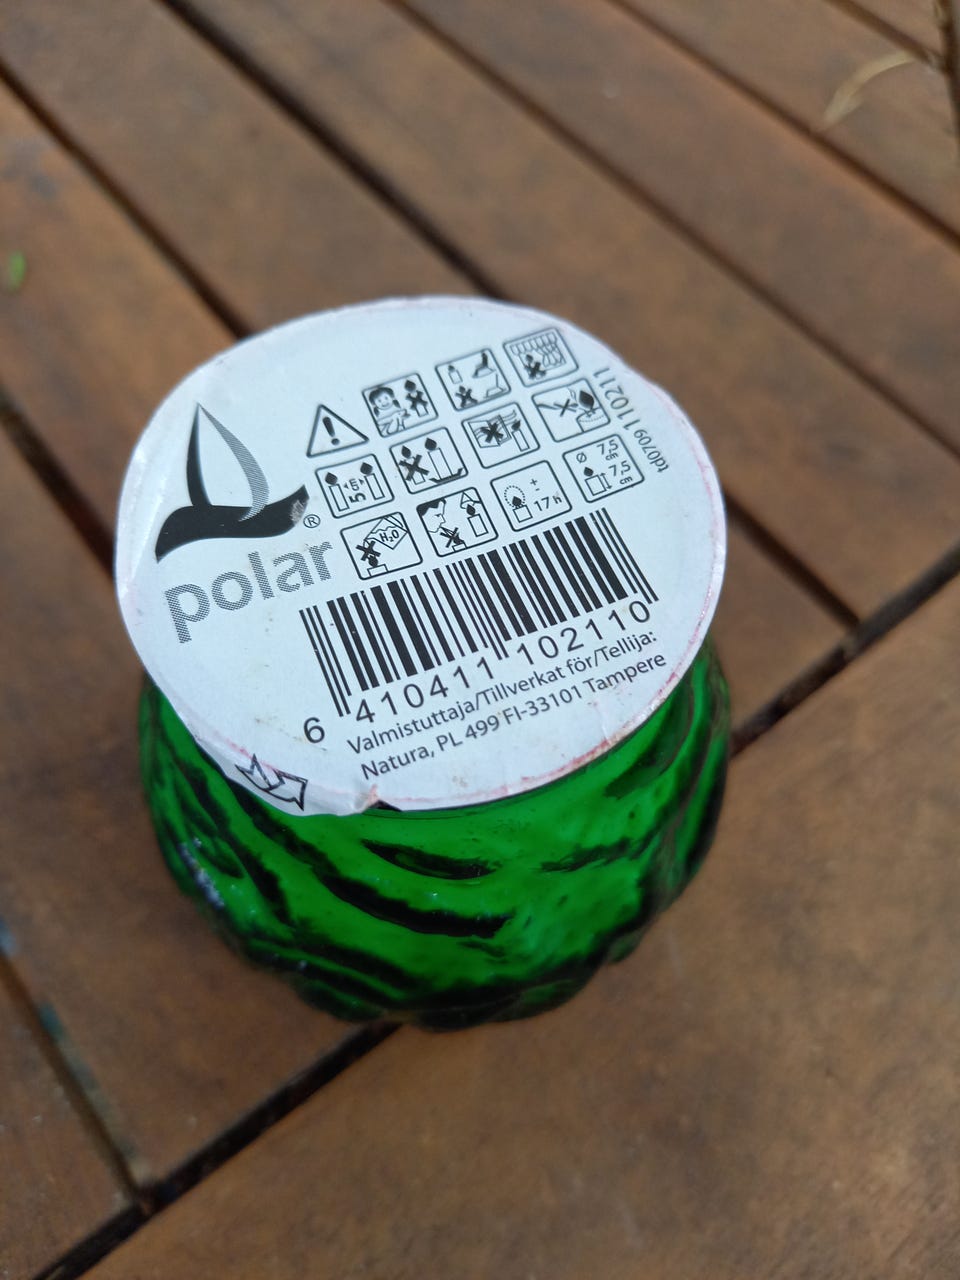 polar
®
5 cm
H₂O
+
- 17 h
Ø 7,5 cm
7,5 cm
td0709 110211
6 410411 102110
Valmistuttaja/Tillverkat för/Tellija:
Natura, PL 499 FI-33101 Tampere